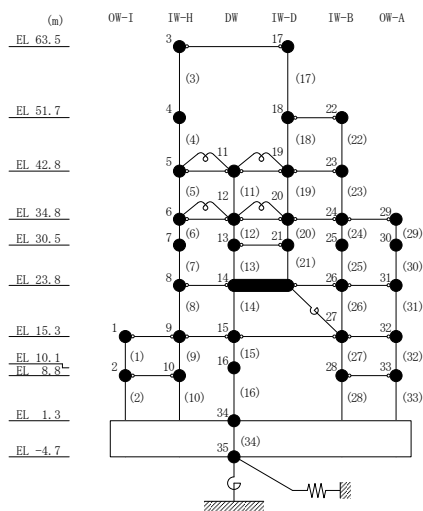 (m) OW-I IW-H DW IW-D IW-B OW-A
EL 63.5 3 17
(3) (17)
EL 51.7 4 18 22
(4) (18) (22)
EL 42.8 5 11 19 23
(5) (11) (19) (23)
EL 34.8 6 12 20 24 29
(6) (12) (20) (24) (29)
EL 30.5 7 13 21 25 30
(7) (13) (21) (25) (30)
EL 23.8 8 14 26 31
(8) (14) (26) (31)
27
EL 15.3 1 9 15 32
(1) (9) (15) (27) (32)
EL 10.1 16
EL 8.8 2 10 28 33
(2) (10) (16) (28) (33)
EL 1.3 34
(34)
EL -4.7 35